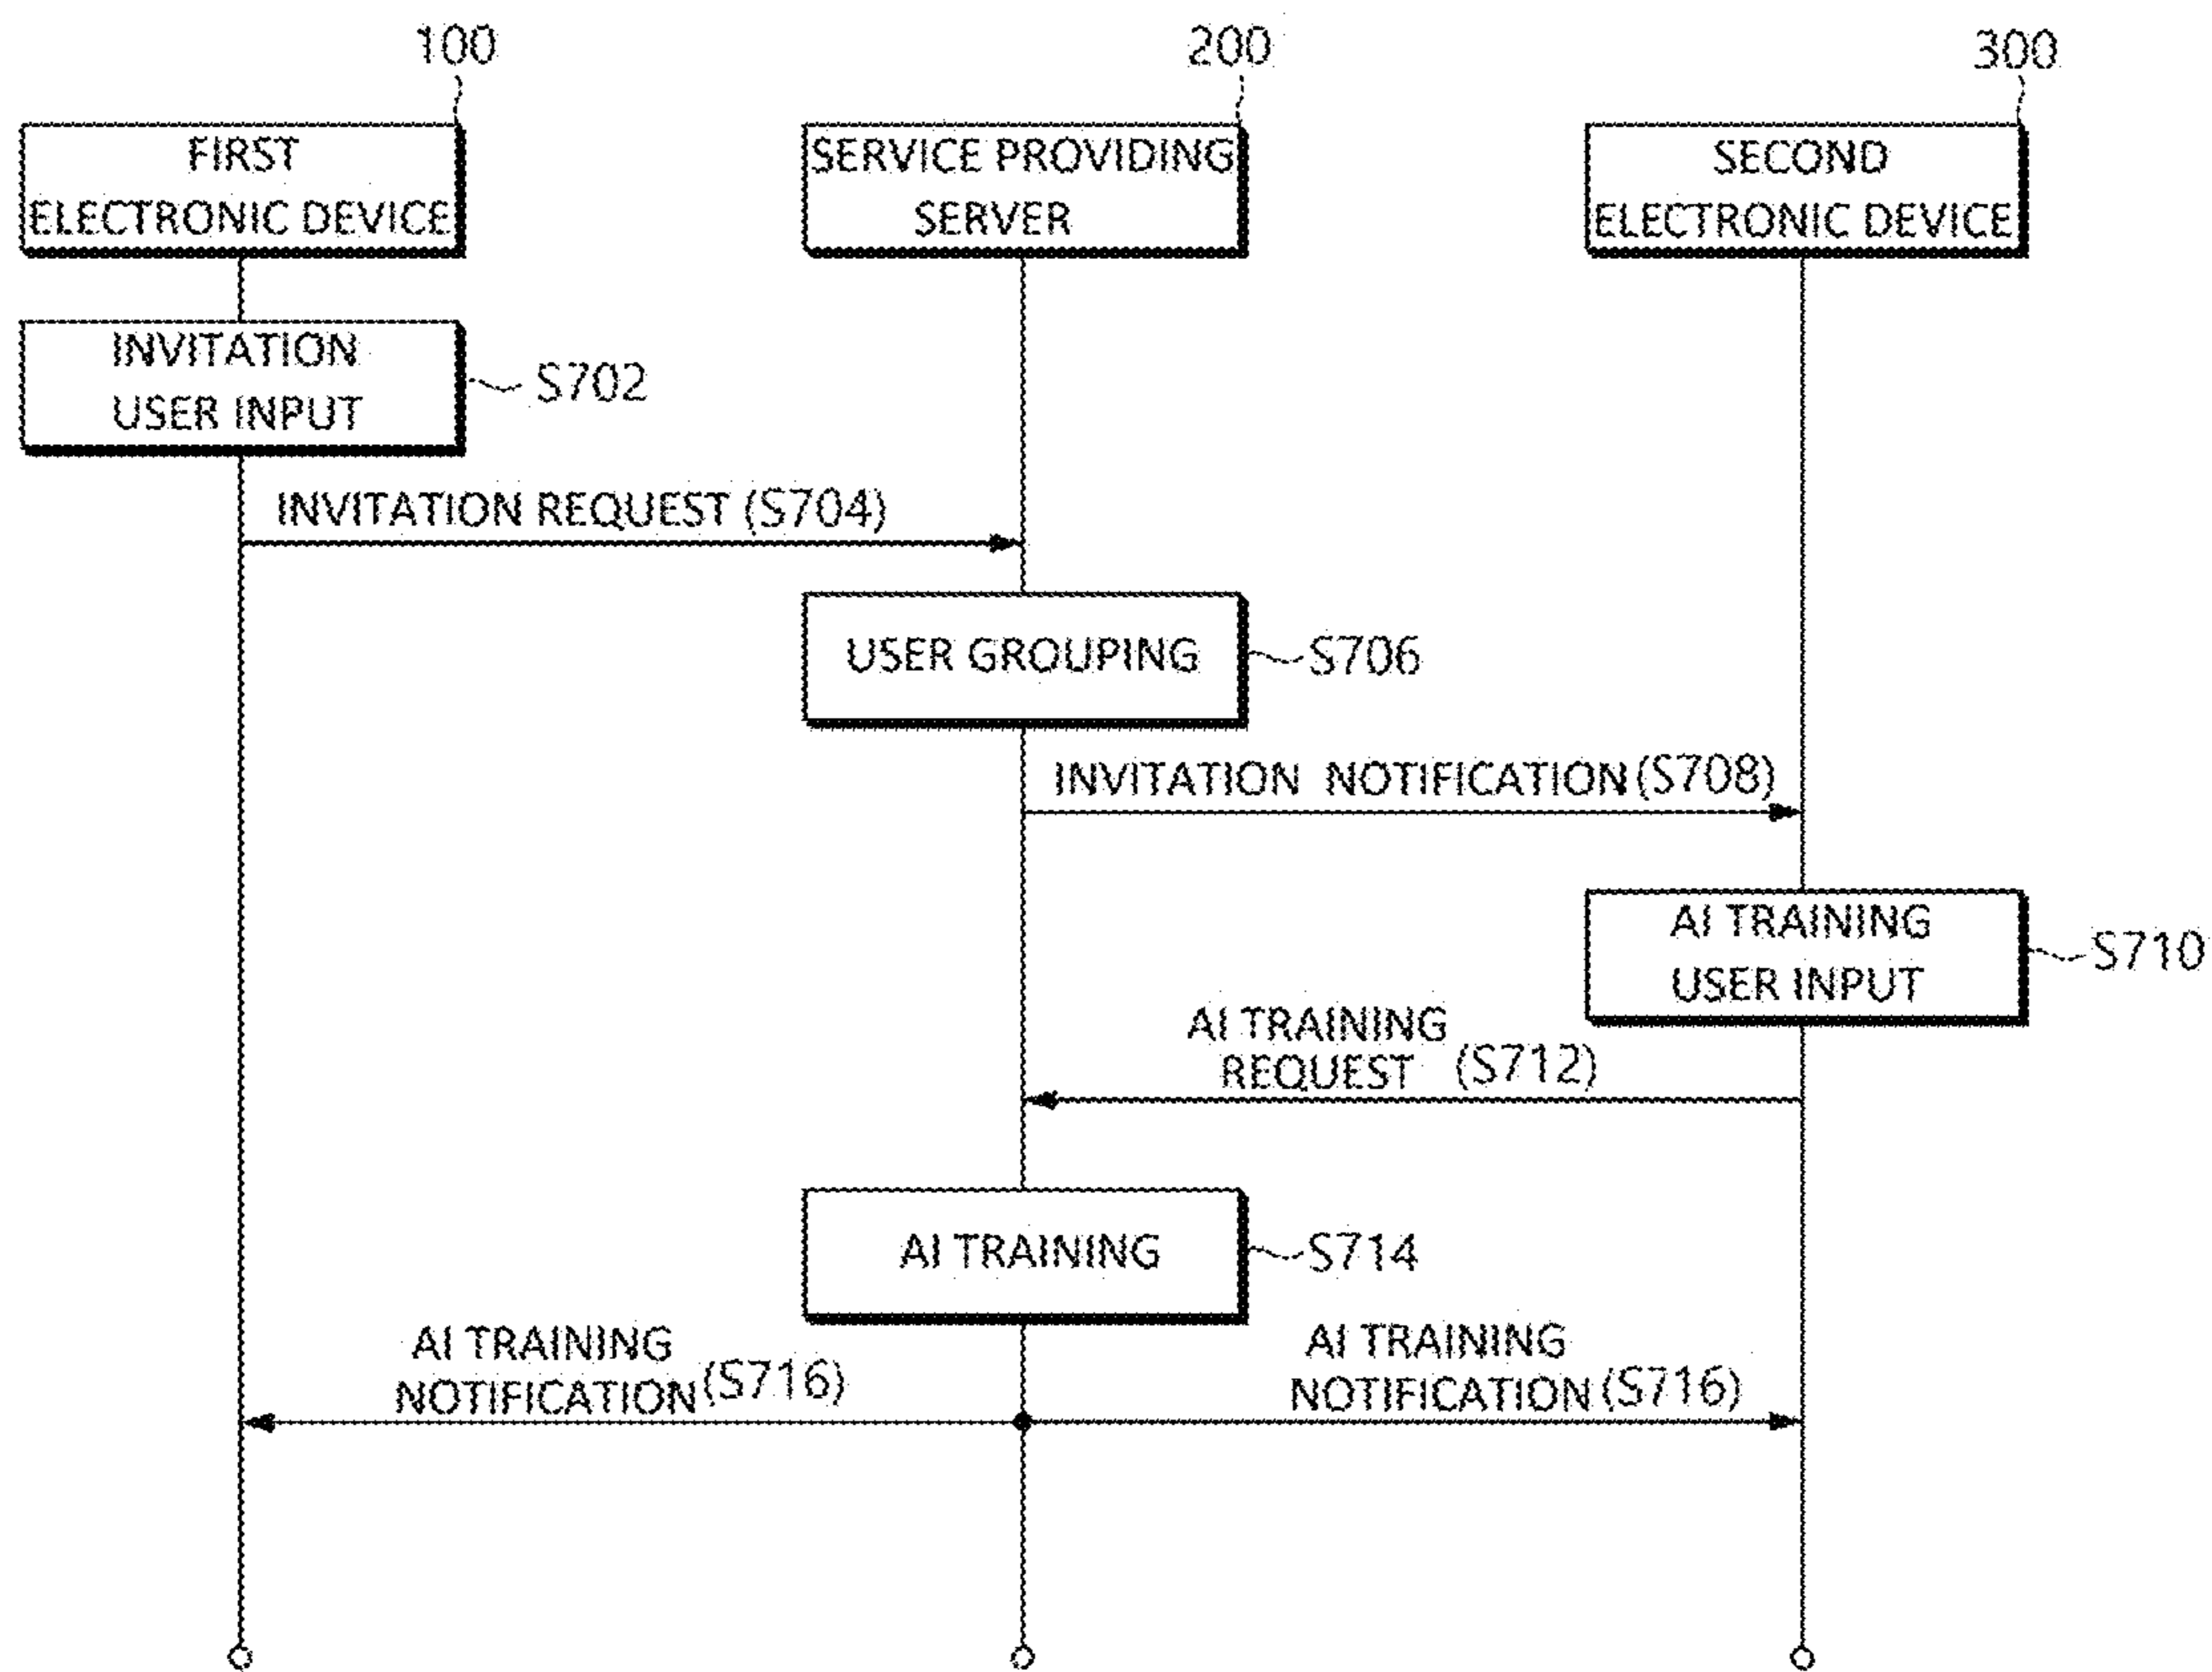 100
200
300
FIRST
ELECTRONIC DEVICE
SERVICE PROVIDING
SERVER
SECOND
ELECTRONIC DEVICE
INVITATION
USER INPUT
S702
INVITATION REQUEST (S704)
USER GROUPING
S706
INVITATION NOTIFICATION (S708)
AI TRAINING
USER INPUT
S710
AI TRAINING
REQUEST (S712)
AI TRAINING
S714
AI TRAINING
NOTIFICATION (S716)
AI TRAINING
NOTIFICATION (S716)